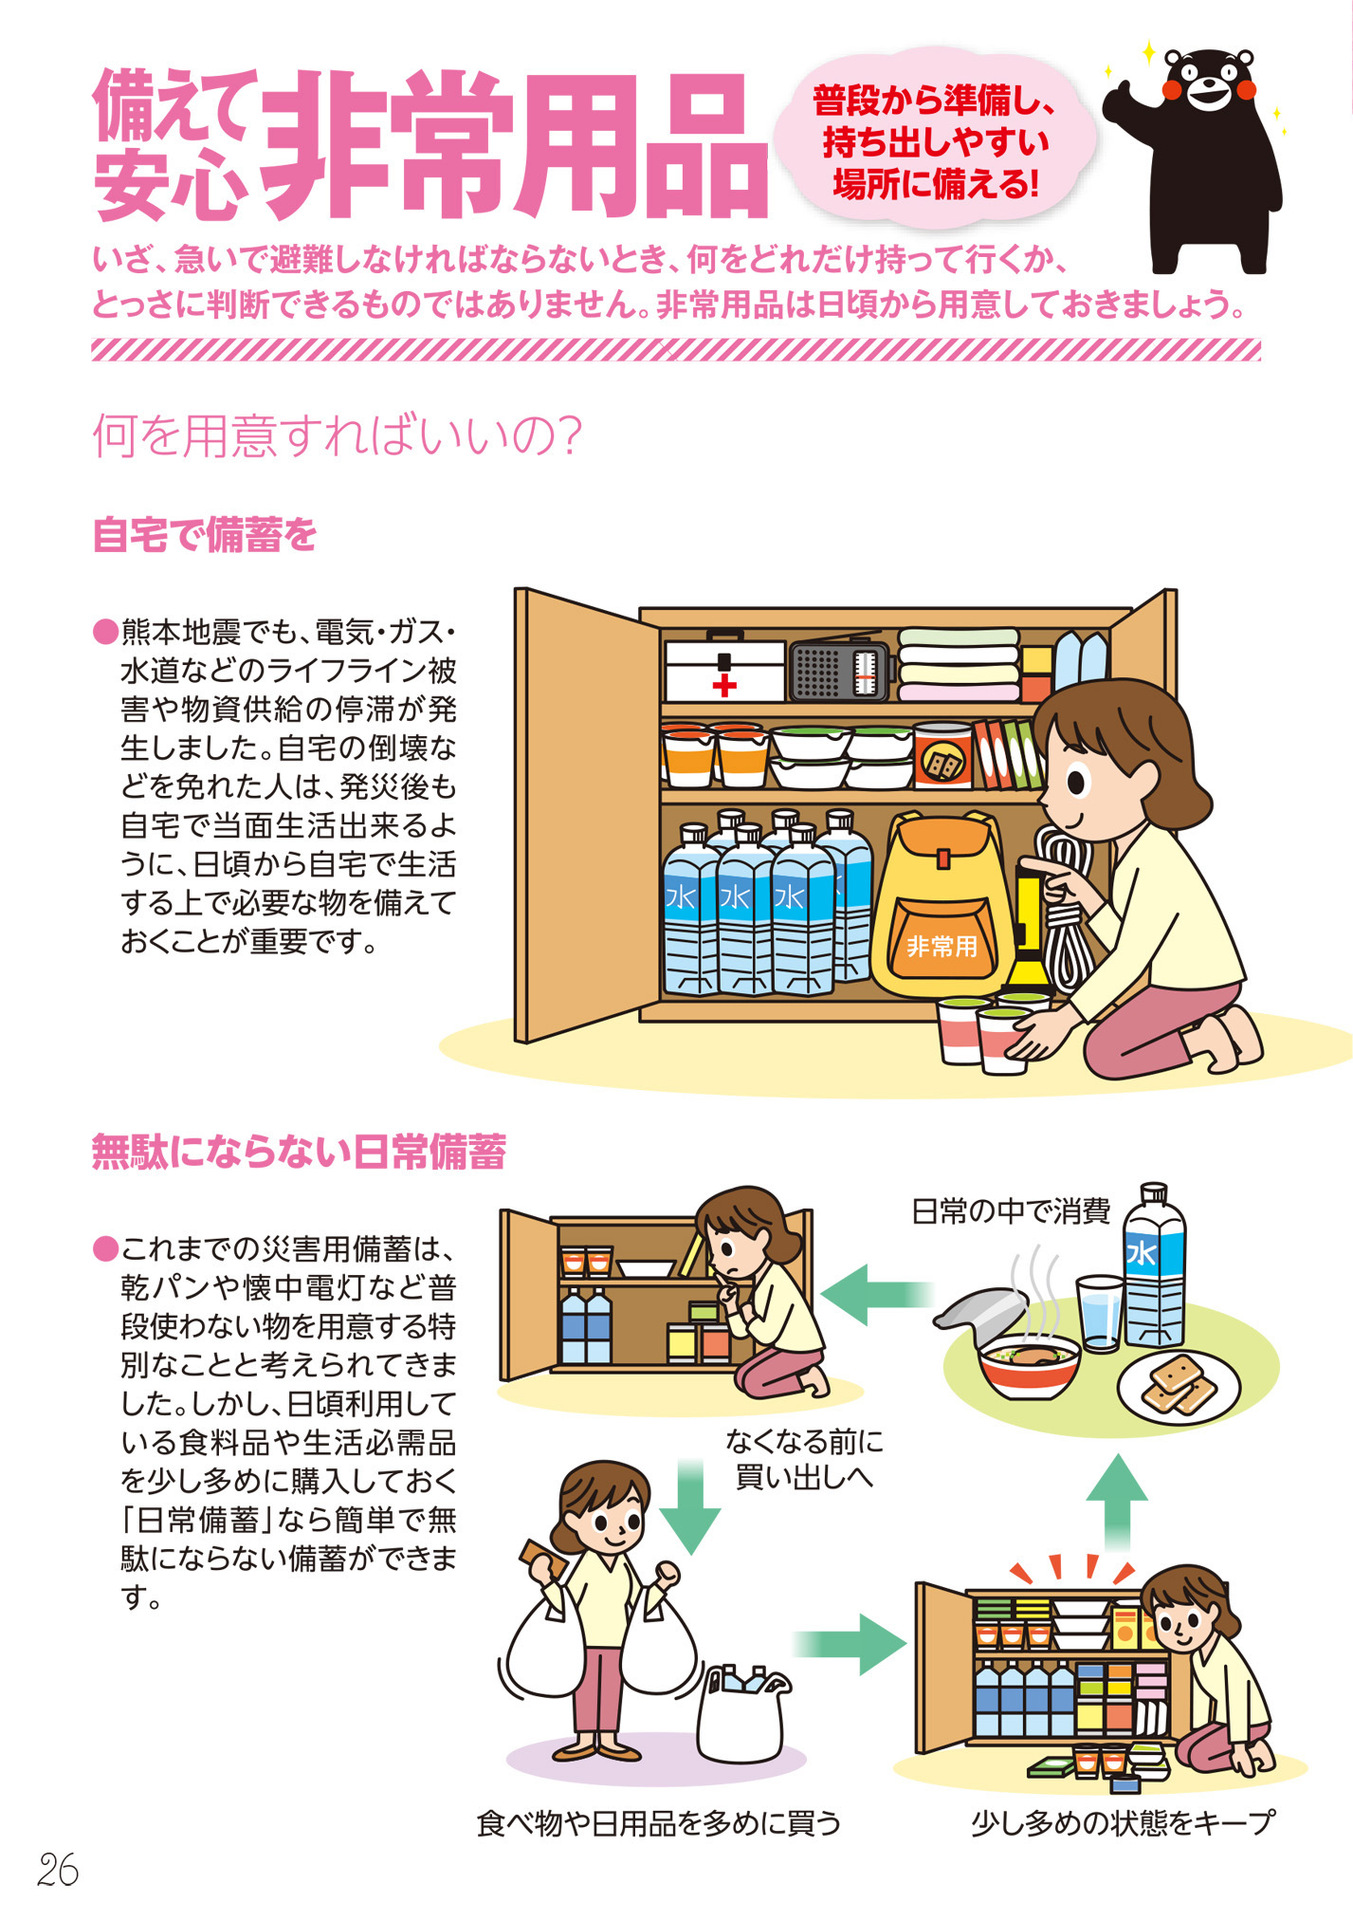 備えて
安心
非常用品
普段から準備し、
持ち出しやすい
場所に備える!
いざ、急いで避難しなければならないとき、何をどれだけ持って行くか、
とっさに判断できるものではありません。非常用品は日頃から用意しておきましょう。
何を用意すればいいの?
自宅で備蓄を
●熊本地震でも、電気・ガス・
水道などのライフライン被
害や物資供給の停滞が発
生しました。自宅の倒壊な
どを免れた人は、発災後も
自宅で当面生活出来るよ
うに、日頃から自宅で生活
する上で必要な物を備えて
おくことが重要です。
水
水
水
水
非常用
無駄にならない日常備蓄
●これまでの災害用備蓄は、
乾パンや懐中電灯など普
段使わない物を用意する特
別なことと考えられてきま
した。しかし、日頃利用して
いる食料品や生活必需品
を少し多めに購入しておく
「日常備蓄」なら簡単で無
駄にならない備蓄ができま
す。
日常の中で消費
水
なくなる前に
買い出しへ
食べ物や日用品を多めに買う
少し多めの状態をキープ
26